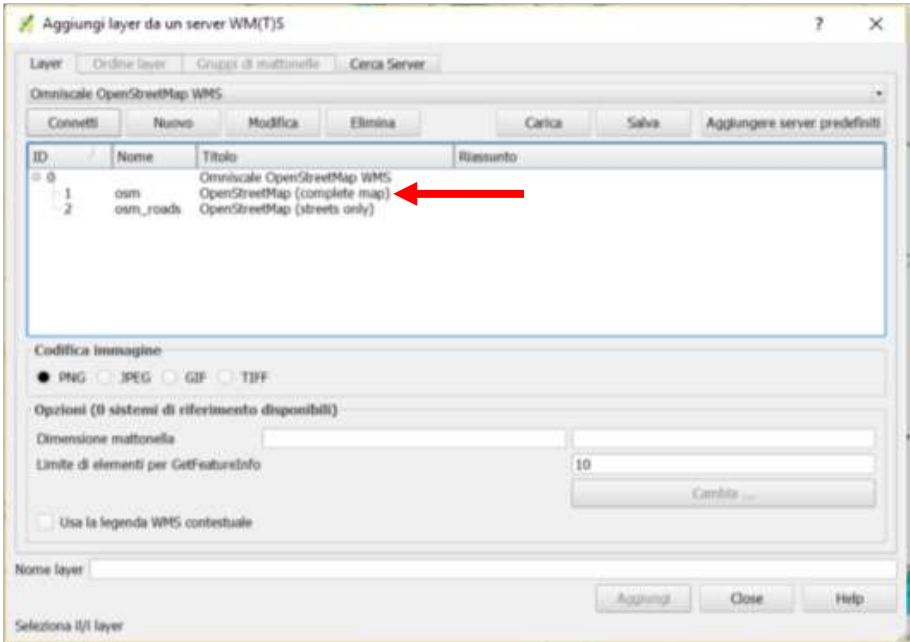 Aggiungi layer da un server WM(T)S ?
Layer Ordine layer Gruppi di mattonelle Cerca Server
Omniscale OpenStreetMap WMS
Connetti Nuovo Modifica Elimina Carica Salva Aggiungere server predefiniti
ID Nome Titolo Riassunto
0 Omniscale OpenStreetMap WMS
1 osm OpenStreetMap (complete map)
2 osm_roads OpenStreetMap (streets only)
Codifica immagine
PNG JPEG GIF TIFF
Opzioni (0 sistemi di riferimento disponibili)
Dimensione mattonella
Limite di elementi per GetFeatureInfo 10
Cambia ...
Usa la legenda WMS contestuale
Nome layer
Aggiungi Close Help
Seleziona il/i layer